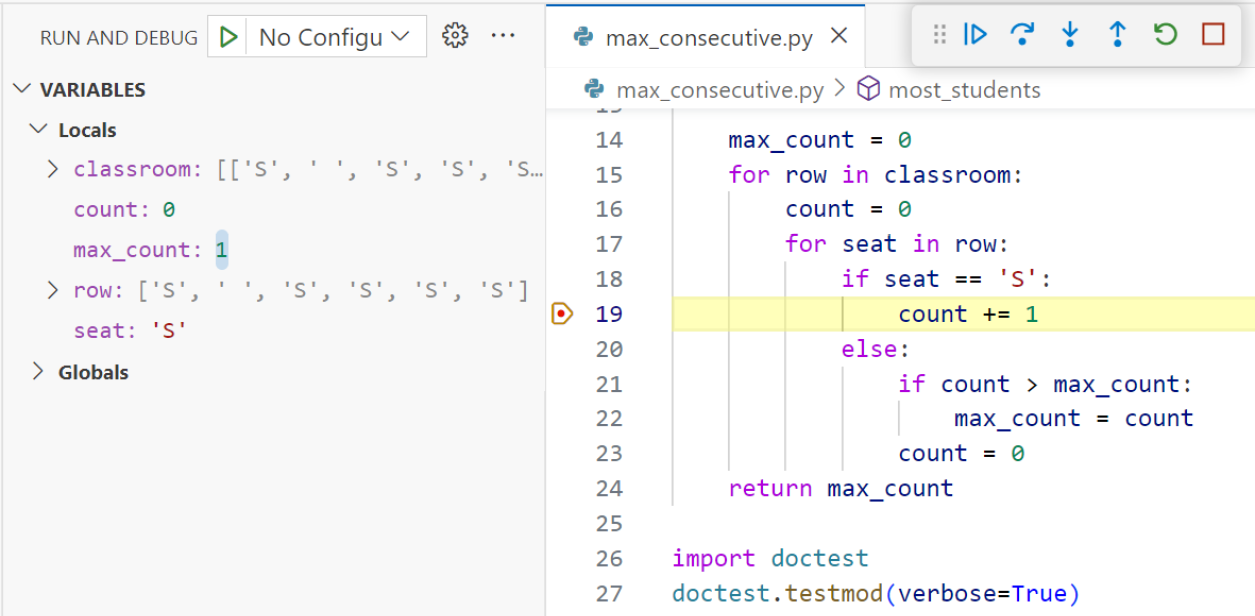 RUN AND DEBUG No Configu
VARIABLES
Locals
classroom: [['S', ' ', 'S', 'S', 'S…
count: 0
max_count: 1
row: ['S', ' ', 'S', 'S', 'S', 'S']
seat: 'S'
Globals
max_consecutive.py
max_consecutive.py > most_students
14 max_count = 0
15 for row in classroom:
16 count = 0
17 for seat in row:
18 if seat == 'S':
19 count += 1
20 else:
21 if count > max_count:
22 max_count = count
23 count = 0
24 return max_count
25
26 import doctest
27 doctest.testmod(verbose=True)